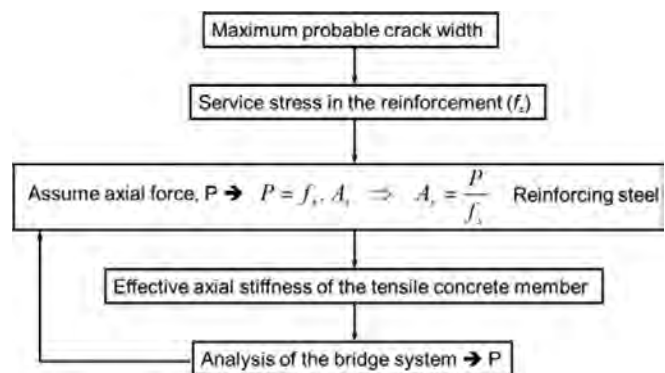 Maximum probable crack width
Service stress in the reinforcement (fs)
Assume axial force, P ➔ P = fs . As ⇒ As = P / fs Reinforcing steel
Effective axial stiffness of the tensile concrete member
Analysis of the bridge system ➔ P